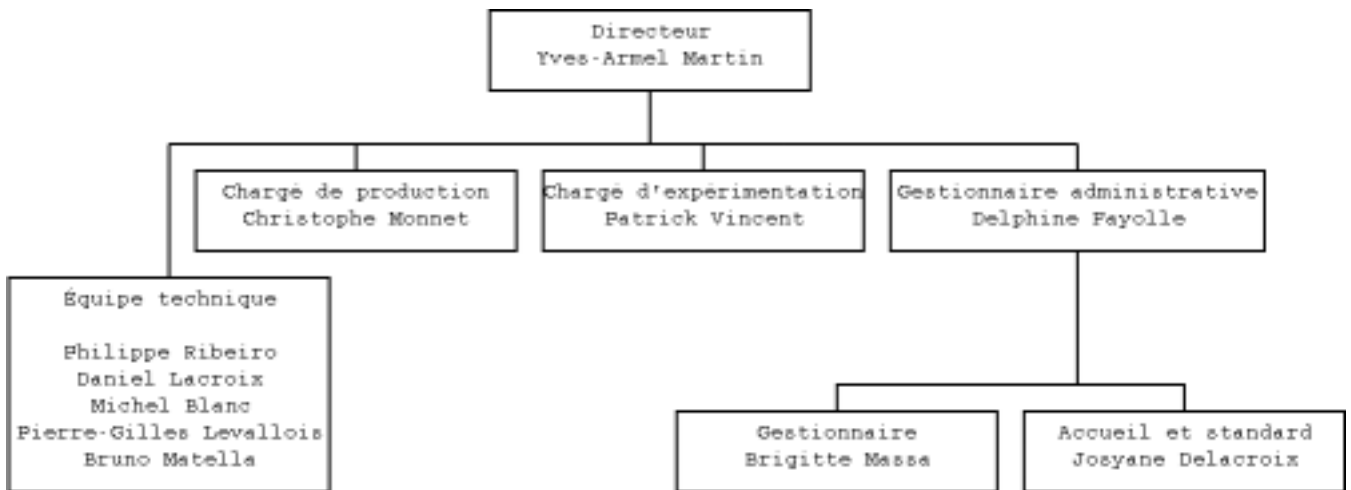 Directeur
Yves-Armel Martin
Chargé de production
Christophe Monnet
Chargé d'expérimentation
Patrick Vincent
Gestionnaire administrative
Delphine Fayolle
Équipe technique
Philippe Ribeiro
Daniel Lacroix
Michel Blanc
Pierre-Gilles Levallois
Bruno Matella
Gestionnaire
Brigitte Massa
Accueil et standard
Josyane Delacroix